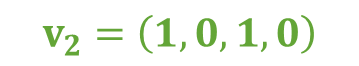 v₂ = (1, 0, 1, 0)